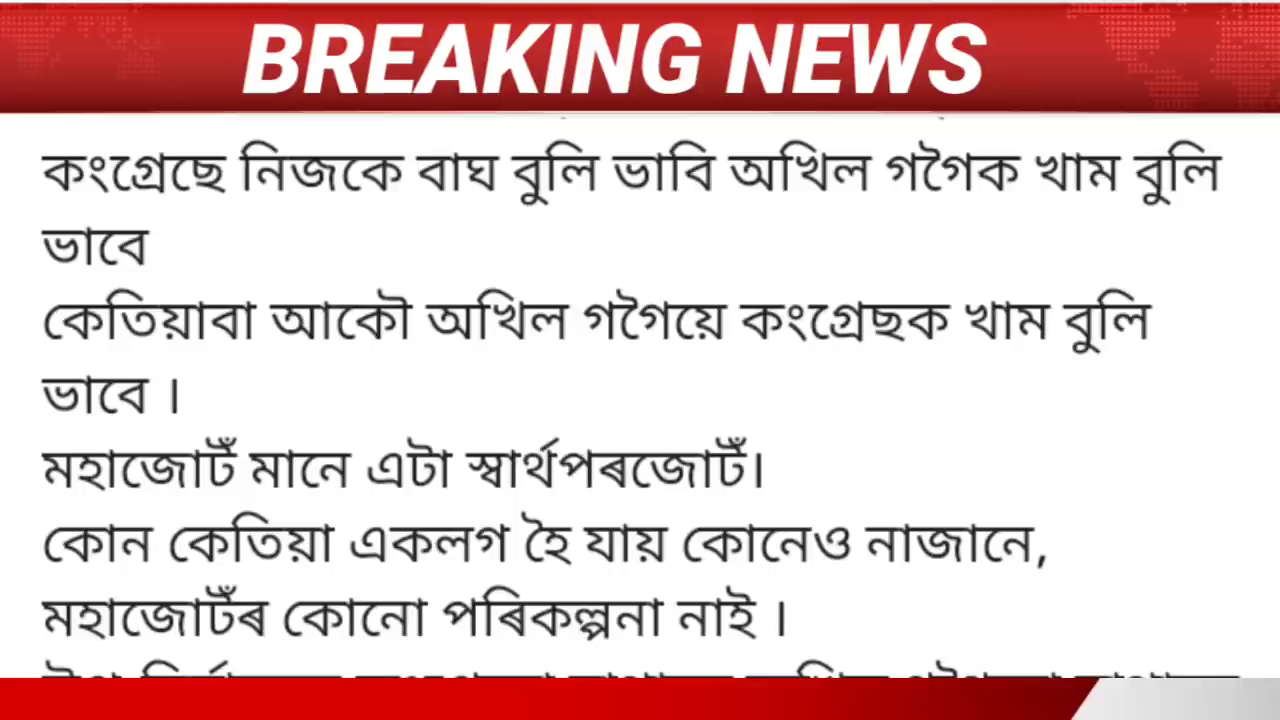 BREAKING NEWS
কংগ্ৰেছে নিজকে বাঘ বুলি ভাবি অখিল গগৈক খাম বুলি
ভাবে
কেতিয়াবা আকৌ অখিল গগৈয়ে কংগ্ৰেছক খাম বুলি
ভাবে ।
মহাজোটঁ মানে এটা স্বাৰ্থপৰজোটঁ।
কোন কেতিয়া একলগ হৈ যায় কোনেও নাজানে,
মহাজোটঁৰ কোনো পৰিকল্পনা নাই ।